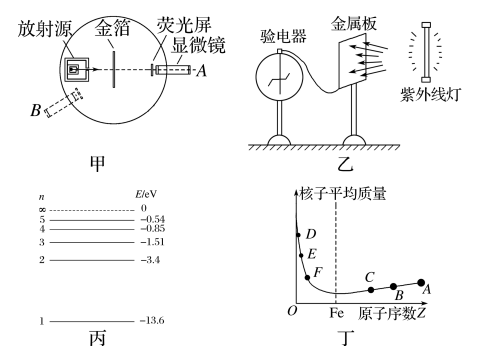 放射源
金箔
荧光屏
显微镜
A
B
甲
验电器
金属板
紫外线灯
乙
n
E/eV
∞ 0
5 -0.54
4 -0.85
3 -1.51
2 -3.4
1 -13.6
丙
核子平均质量
D
E
F
C
B
A
O
Fe
原子序数Z
丁